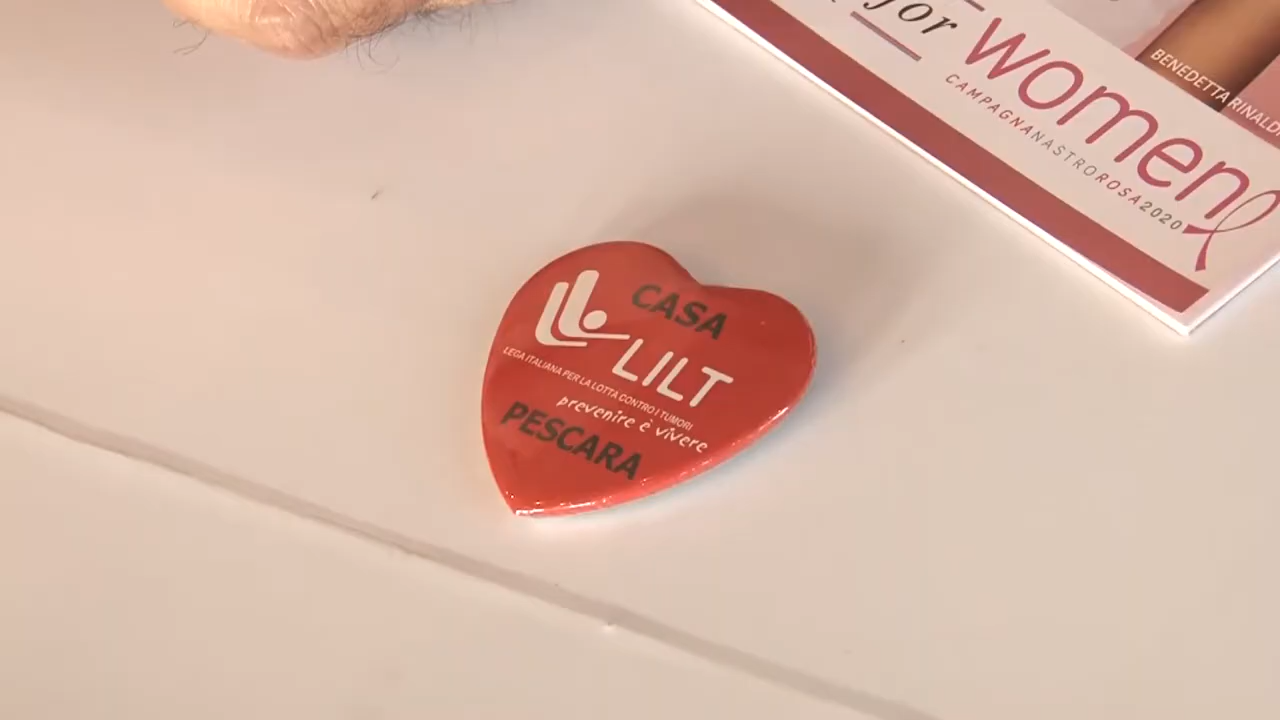 for women
CAMPAGNANASTROROSA2020
BENEDETTA RINALDI
CASA
LILT
LEGA ITALIANA PER LA LOTTA CONTRO I TUMORI
prevenire è vivere
PESCARA